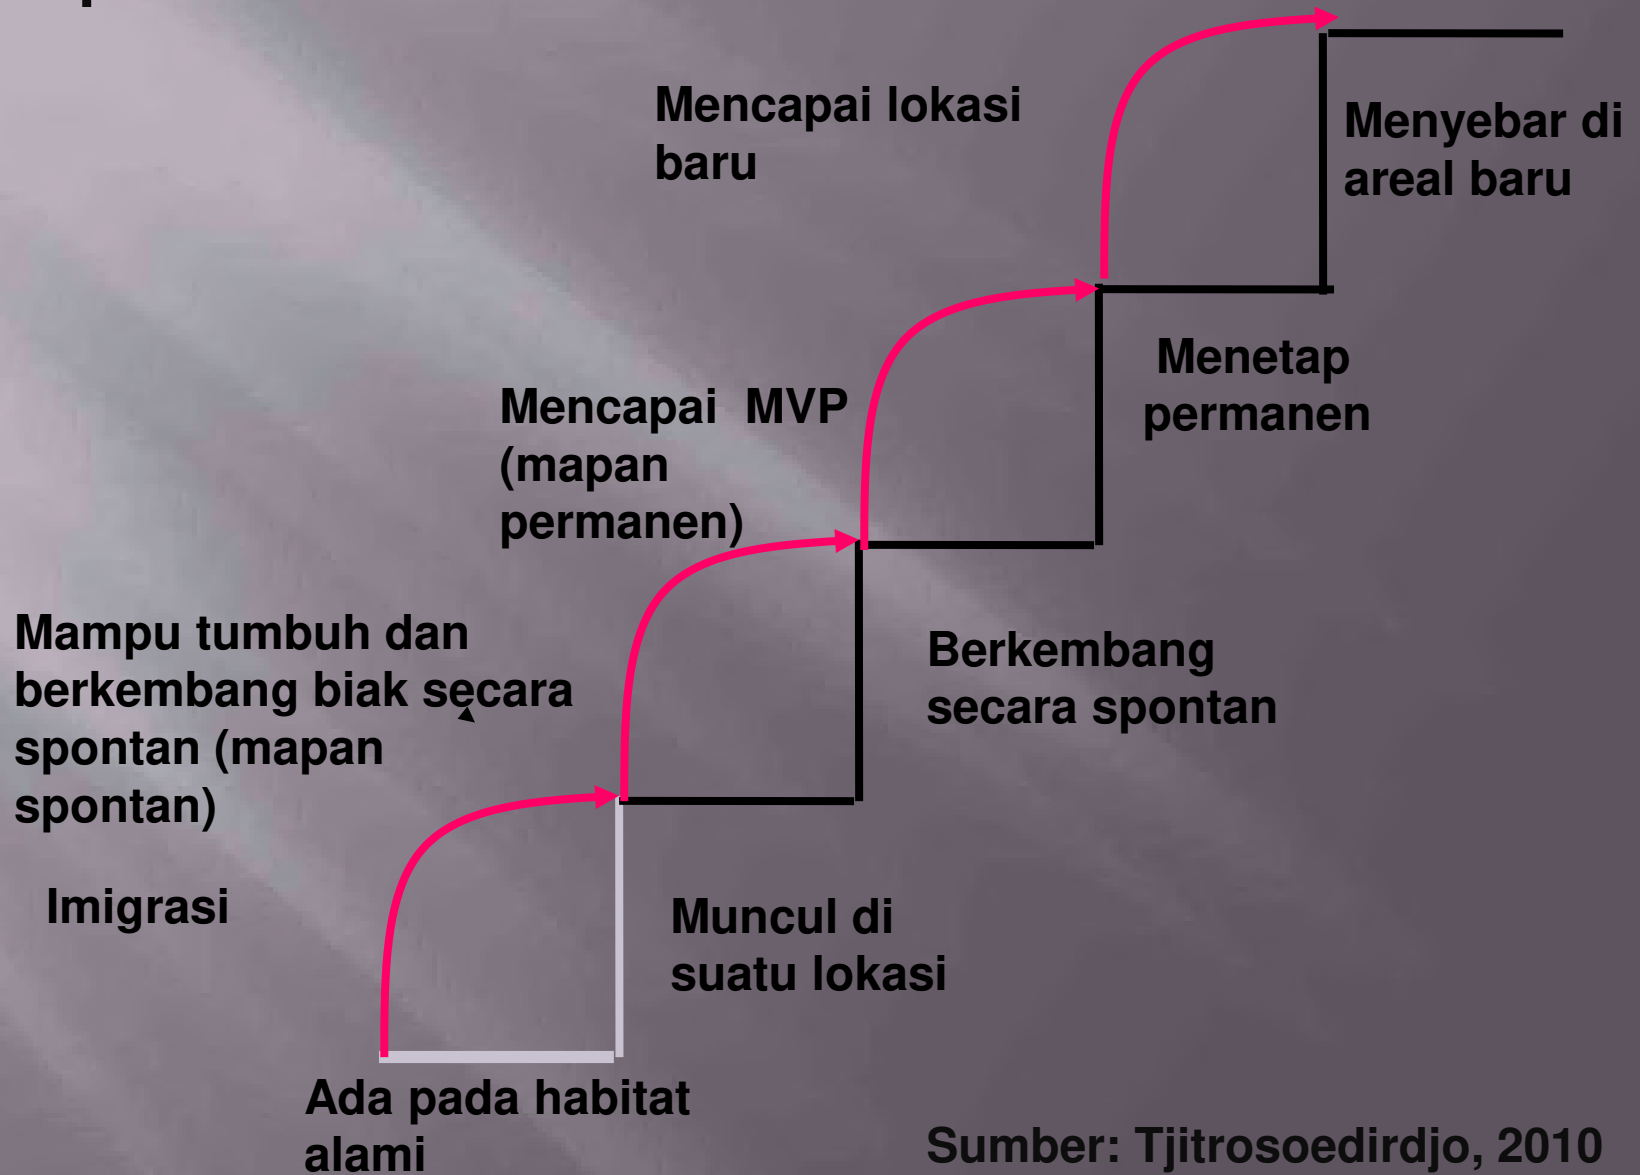 Mencapai lokasi
baru
Menyebar di
areal baru
Menetap
permanen
Mencapai MVP
(mapan
permanen)
Mampu tumbuh dan
berkembang biak secara
spontan (mapan
spontan)
Berkembang
secara spontan
Imigrasi
Muncul di
suatu lokasi
Ada pada habitat
alami
Sumber: Tjitrosoedirdjo, 2010